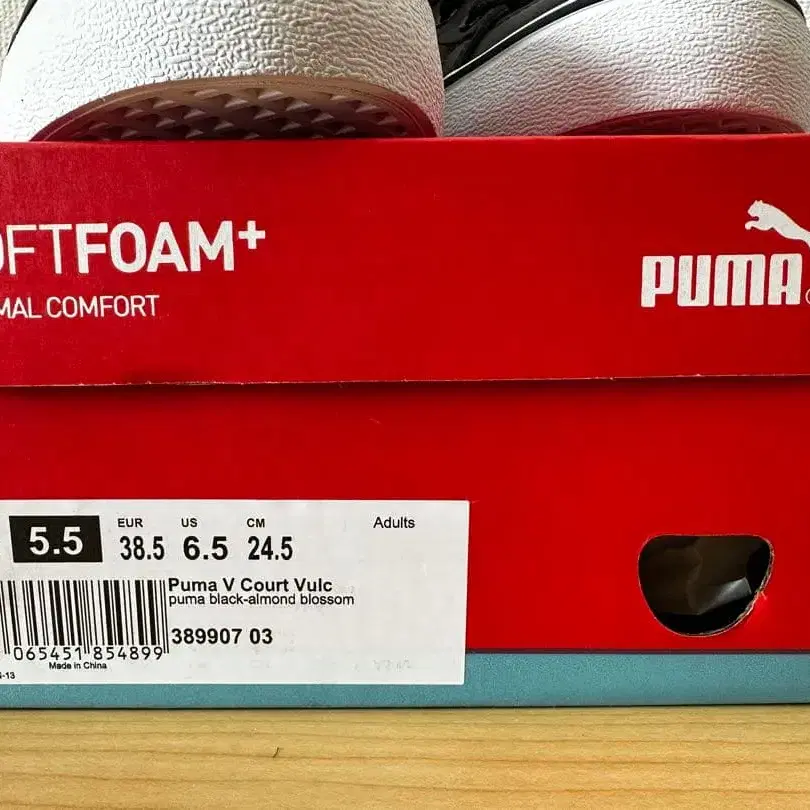 OFTFOAM+
MAL COMFORT
PUMA
EUR US CM Adults
5.5 38.5 6.5 24.5
Puma V Court Vulc
puma black-almond blossom
389907 03
065451 854899
Made in China
-13